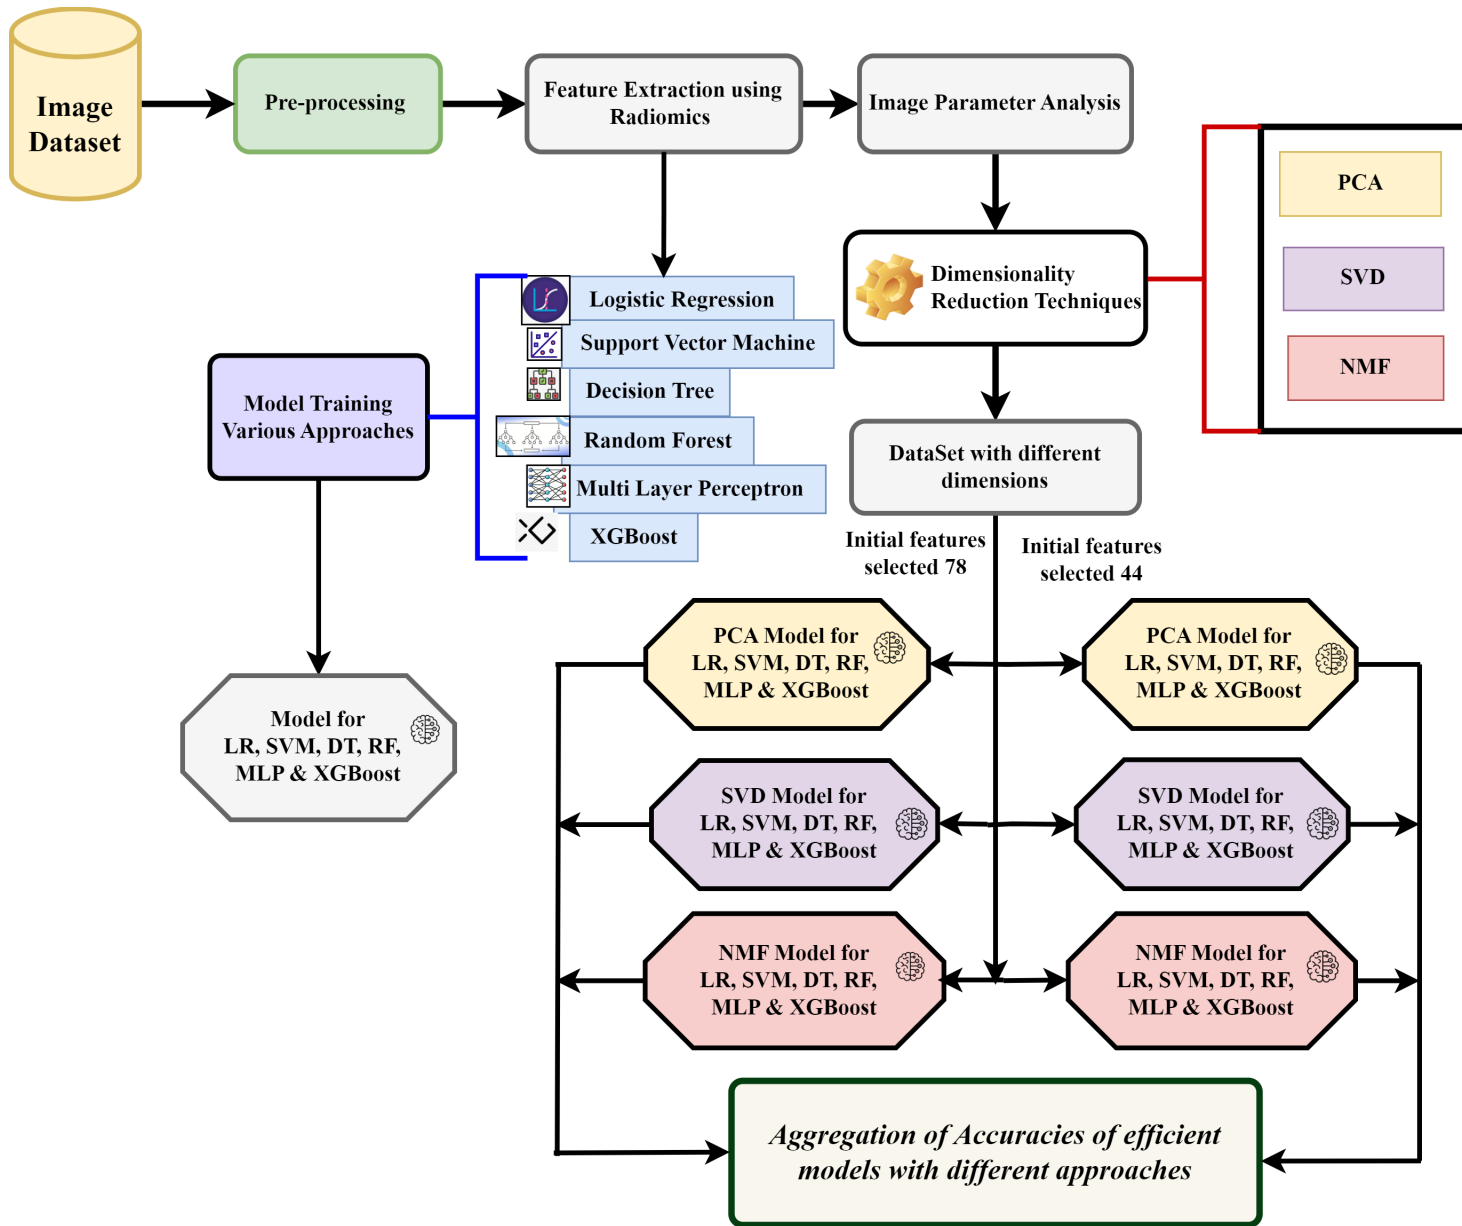 Image
Dataset
Pre-processing
Feature Extraction using
Radiomics
Image Parameter Analysis
PCA
SVD
NMF
Dimensionality
Reduction Techniques
Logistic Regression
Support Vector Machine
Decision Tree
Random Forest
Multi Layer Perceptron
XGBoost
Model Training
Various Approaches
DataSet with different
dimensions
Initial features
selected 78
Initial features
selected 44
Model for
LR, SVM, DT, RF,
MLP & XGBoost
PCA Model for
LR, SVM, DT, RF,
MLP & XGBoost
PCA Model for
LR, SVM, DT, RF,
MLP & XGBoost
SVD Model for
LR, SVM, DT, RF,
MLP & XGBoost
SVD Model for
LR, SVM, DT, RF,
MLP & XGBoost
NMF Model for
LR, SVM, DT, RF,
MLP & XGBoost
NMF Model for
LR, SVM, DT, RF,
MLP & XGBoost
Aggregation of Accuracies of efficient
models with different approaches